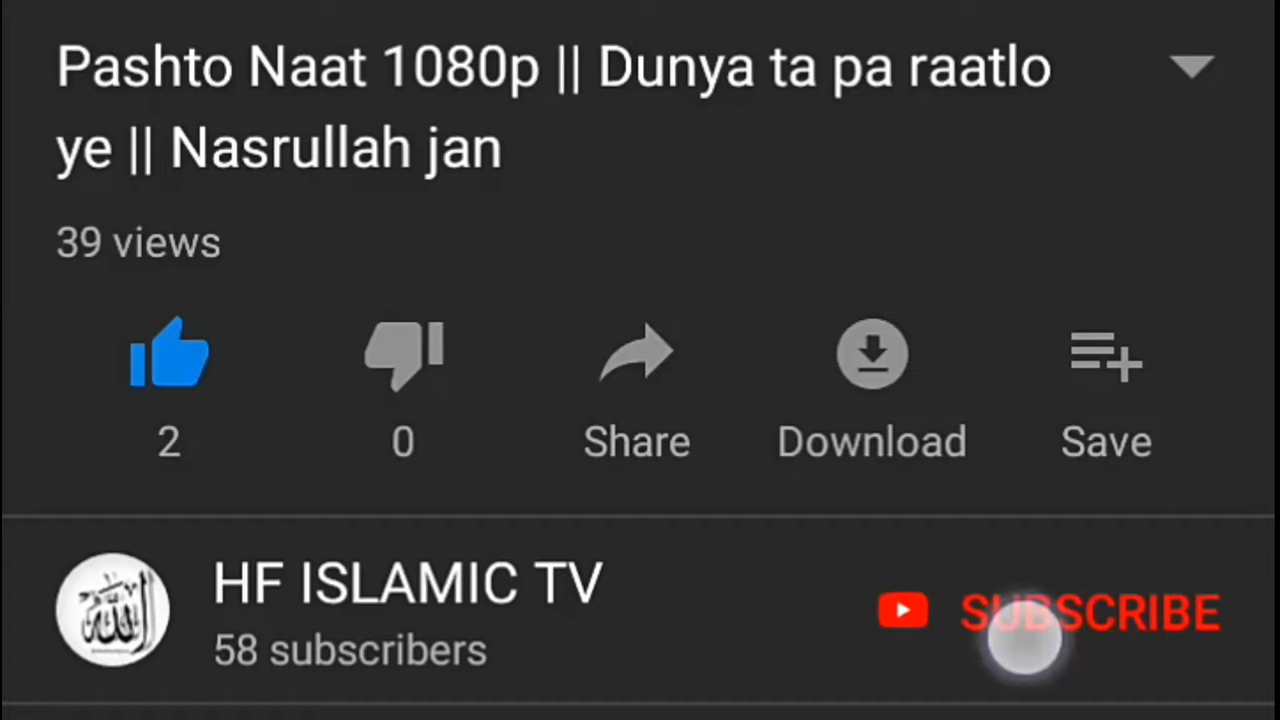 Pashto Naat 1080p || Dunya ta pa raatlo
ye || Nasrullah jan
39 views
2
0
Share
Download
Save
الله
HF ISLAMIC TV
58 subscribers
SUBSCRIBE